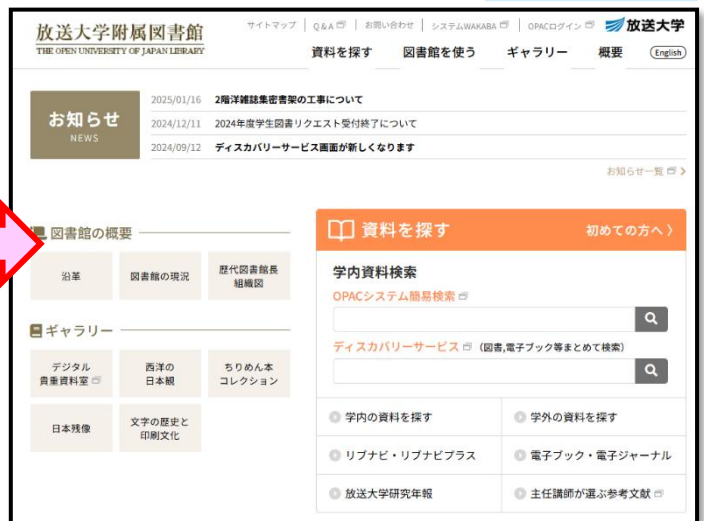 放送大学附属図書館
THE OPEN UNIVERSITY OF JAPAN LIBRARY
サイトマップ | Q&A | お問い合わせ | システムWAKABA | OPACログイン 放送大学
資料を探す 図書館を使う ギャラリー 概要 English
お知らせ
NEWS
2025/01/16 2階洋雑誌集密書架の工事について
2024/12/11 2024年度学生図書リクエスト受付終了について
2024/09/12 ディスカバリーサービス画面が新しくなります
お知らせ一覧
図書館の概要
沿革
図書館の現況
歴代図書館長
組織図
ギャラリー
デジタル
貴重資料室
西洋の
日本観
ちりめん本
コレクション
日本残像
文字の歴史と
印刷文化
資料を探す 初めての方へ 〉
学内資料検索
OPACシステム簡易検索
ディスカバリーサービス (図書,電子ブック等まとめて検索)
学内の資料を探す 学外の資料を探す
リブナビ・リブナビプラス 電子ブック・電子ジャーナル
放送大学研究年報 主任講師が選ぶ参考文献